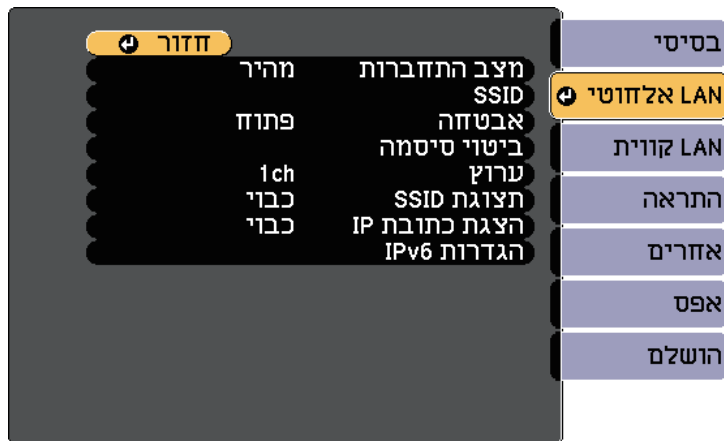 חזור
מצב התחברות מהיר
SSID
אבטחה פתוח
ביטוי סיסמה
ערוץ 1ch
תצוגת SSID כבוי
הצגת כתובת IP כבוי
הגדרות IPv6
בסיסי
LAN אלחוטי
LAN קווית
התראה
אחרים
אפס
הושלם